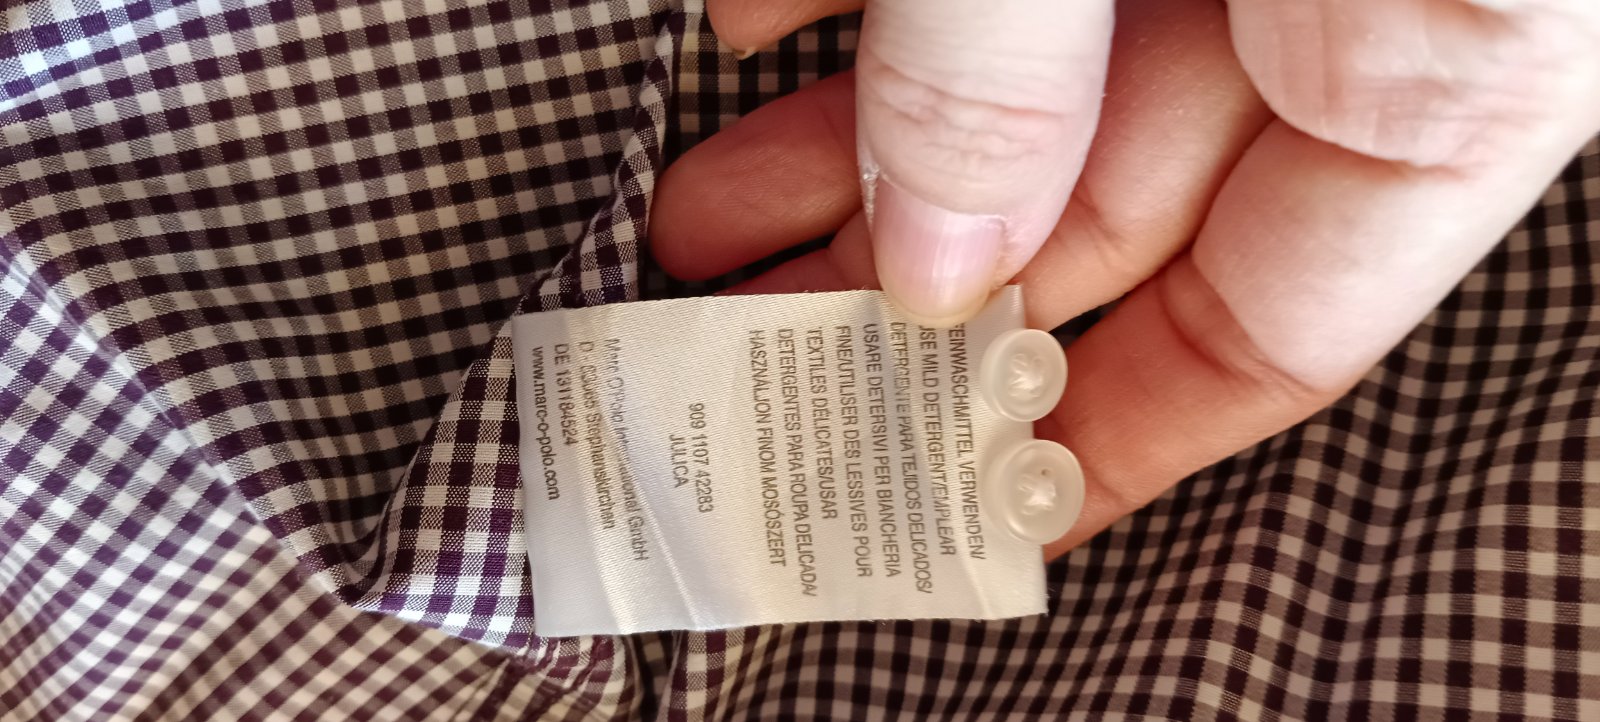 FEINWASCHMITTEL VERWENDEN/
USE MILD DETERGENT/EMPLEAR
DETERGENTE PARA TEJIDOS DELICADOS/
USARE DETERSIVI PER BIANCHERIA
FINE/UTILISER DES LESSIVES POUR
TEXTILES DÉLICATES/USAR
DETERGENTES PARA ROUPA DELICADA/
HASZNÁLJON FINOM MOSÓSZERT
909 1107 42283
JULICA
Marc O'Polo International GmbH
D - 83065 Stephanskirchen
DE 131184524
www.marc-o-polo.com